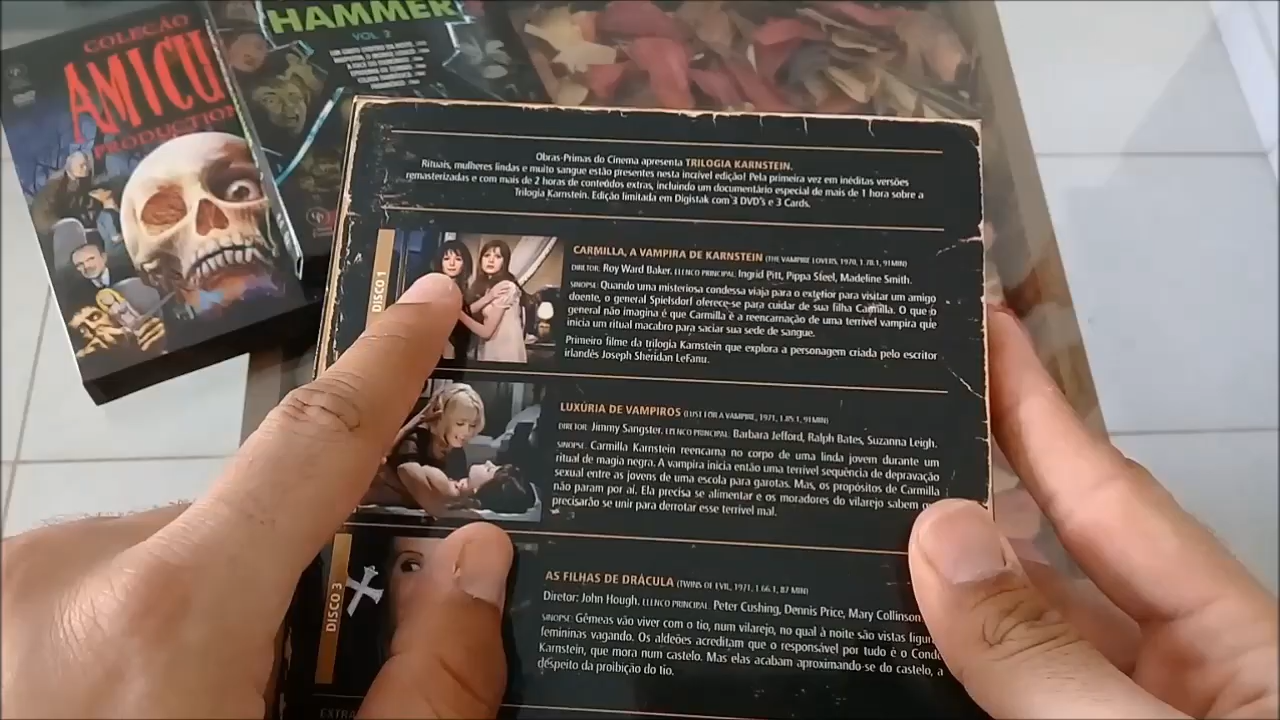 COLEÇÃO
AMICU
PRODUCTION
HAMMER
VOL. 2
Obras-Primas do Cinema apresenta TRILOGIA KARNSTEIN.
Rituais, mulheres lindas e muito sangue estão presentes nesta incrível edição! Pela primeira vez em inéditas versões
remasterizadas e com mais de 2 horas de conteúdos extras, incluindo um documentário especial de mais de 1 hora sobre a
Trilogia Karnstein. Edição limitada em Digistak com 3 DVD's e 3 Cards.
DISCO 1
CARMILLA, A VAMPIRA DE KARNSTEIN (THE VAMPIRE LOVERS, 1970, 1.78.1, 91MIN)
DIRETOR: Roy Ward Baker. ELENCO PRINCIPAL: Ingrid Pitt, Pippa Steel, Madeline Smith.
SINOPSE: Quando uma misteriosa condessa viaja para o exterior para visitar um amigo
doente, o general Spielsdorf oferece-se para cuidar de sua filha Camilla. O que o
general não imagina é que Carmilla é a reencarnação de uma terrível vampira que
inicia um ritual macabro para saciar sua sede de sangue.
Primeiro filme da trilogia Karnstein que explora a personagem criada pelo escritor
irlandês Joseph Sheridan LeFanu.
LUXÚRIA DE VAMPIROS (LUST FOR A VAMPIRE, 1971, 1.85:1, 91MIN)
DIRETOR: Jimmy Sangster. ELENCO PRINCIPAL: Barbara Jefford, Ralph Bates, Suzanna Leigh.
SINOPSE: Carmilla Karnstein reencarna no corpo de uma linda jovem durante um
ritual de magia negra. A vampira inicia então uma terrível sequência de depravação
sexual entre as jovens de uma escola para garotas. Mas, os propósitos de Carmilla
não param por aí. Ela precisa se alimentar e os moradores do vilarejo sabem q
precisarão se unir para derrotar esse terrível mal.
DISCO 3
AS FILHAS DE DRÁCULA (TWINS OF EVIL, 1971, 1.66.1, 87 MIN)
Diretor: John Hough. ELENCO PRINCIPAL: Peter Cushing, Dennis Price, Mary Collinson
SINOPSE: Gêmeas vão viver com o tio, num vilarejo, no qual à noite são vistas figur
femininas vagando. Os aldeões acreditam que o responsável por tudo é o Conde
Karnstein, que mora num castelo. Mas elas acabam aproximando-se do castelo, a
despeito da proibição do tio.
EXTRA